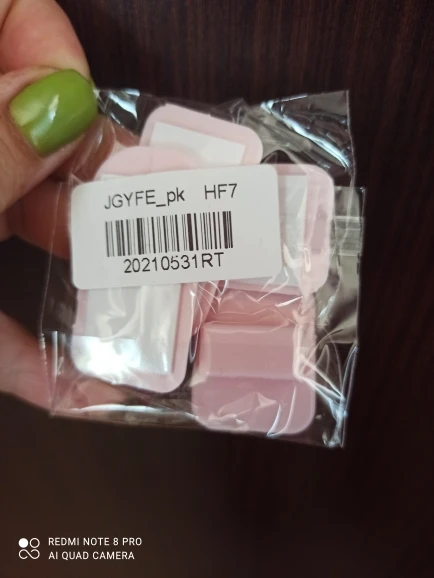 JGYFE_pk HF7
20210531RT
REDMI NOTE 8 PRO
AI QUAD CAMERA